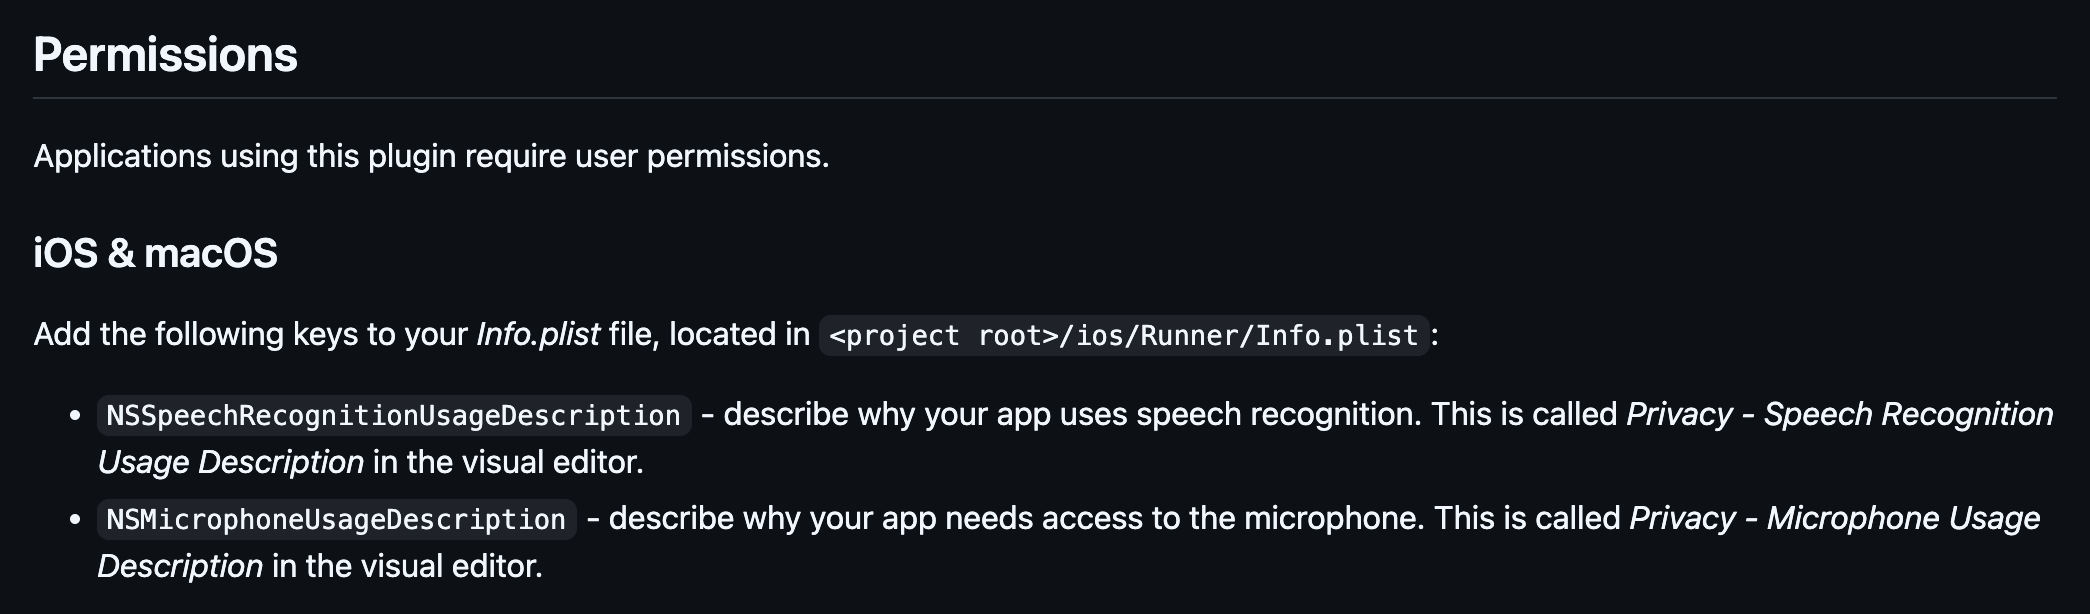 Permissions
Applications using this plugin require user permissions.
iOS & macOS
Add the following keys to your Info.plist file, located in <project root>/ios/Runner/Info.plist:
• NSSpeechRecognitionUsageDescription - describe why your app uses speech recognition. This is called Privacy - Speech Recognition
Usage Description in the visual editor.
• NSMicrophoneUsageDescription - describe why your app needs access to the microphone. This is called Privacy - Microphone Usage
Description in the visual editor.